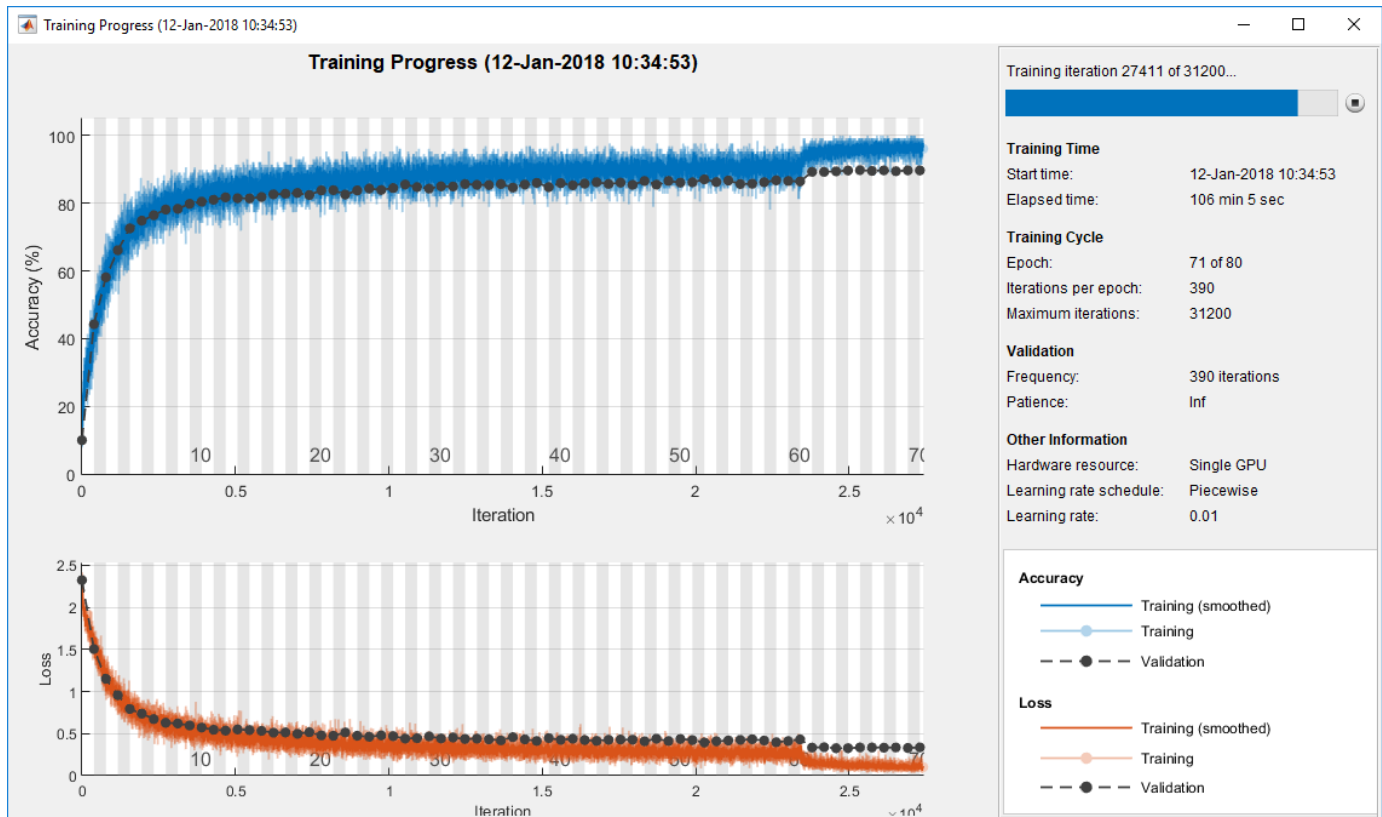 Training Progress (12-Jan-2018 10:34:53)
Training Progress (12-Jan-2018 10:34:53)
Accuracy (%)
100
80
60
40
20
0
10
20
30
40
50
60
70
0
0.5
1
1.5
2
2.5
×10⁴
Iteration
Loss
2.5
2
1.5
1
0.5
0
10
20
30
40
50
60
70
0
0.5
1
1.5
2
2.5
×10⁴
Iteration
Training iteration 27411 of 31200...
Training Time
Start time: 12-Jan-2018 10:34:53
Elapsed time: 106 min 5 sec
Training Cycle
Epoch: 71 of 80
Iterations per epoch: 390
Maximum iterations: 31200
Validation
Frequency: 390 iterations
Patience: Inf
Other Information
Hardware resource: Single GPU
Learning rate schedule: Piecewise
Learning rate: 0.01
Accuracy
Training (smoothed)
Training
Validation
Loss
Training (smoothed)
Training
Validation